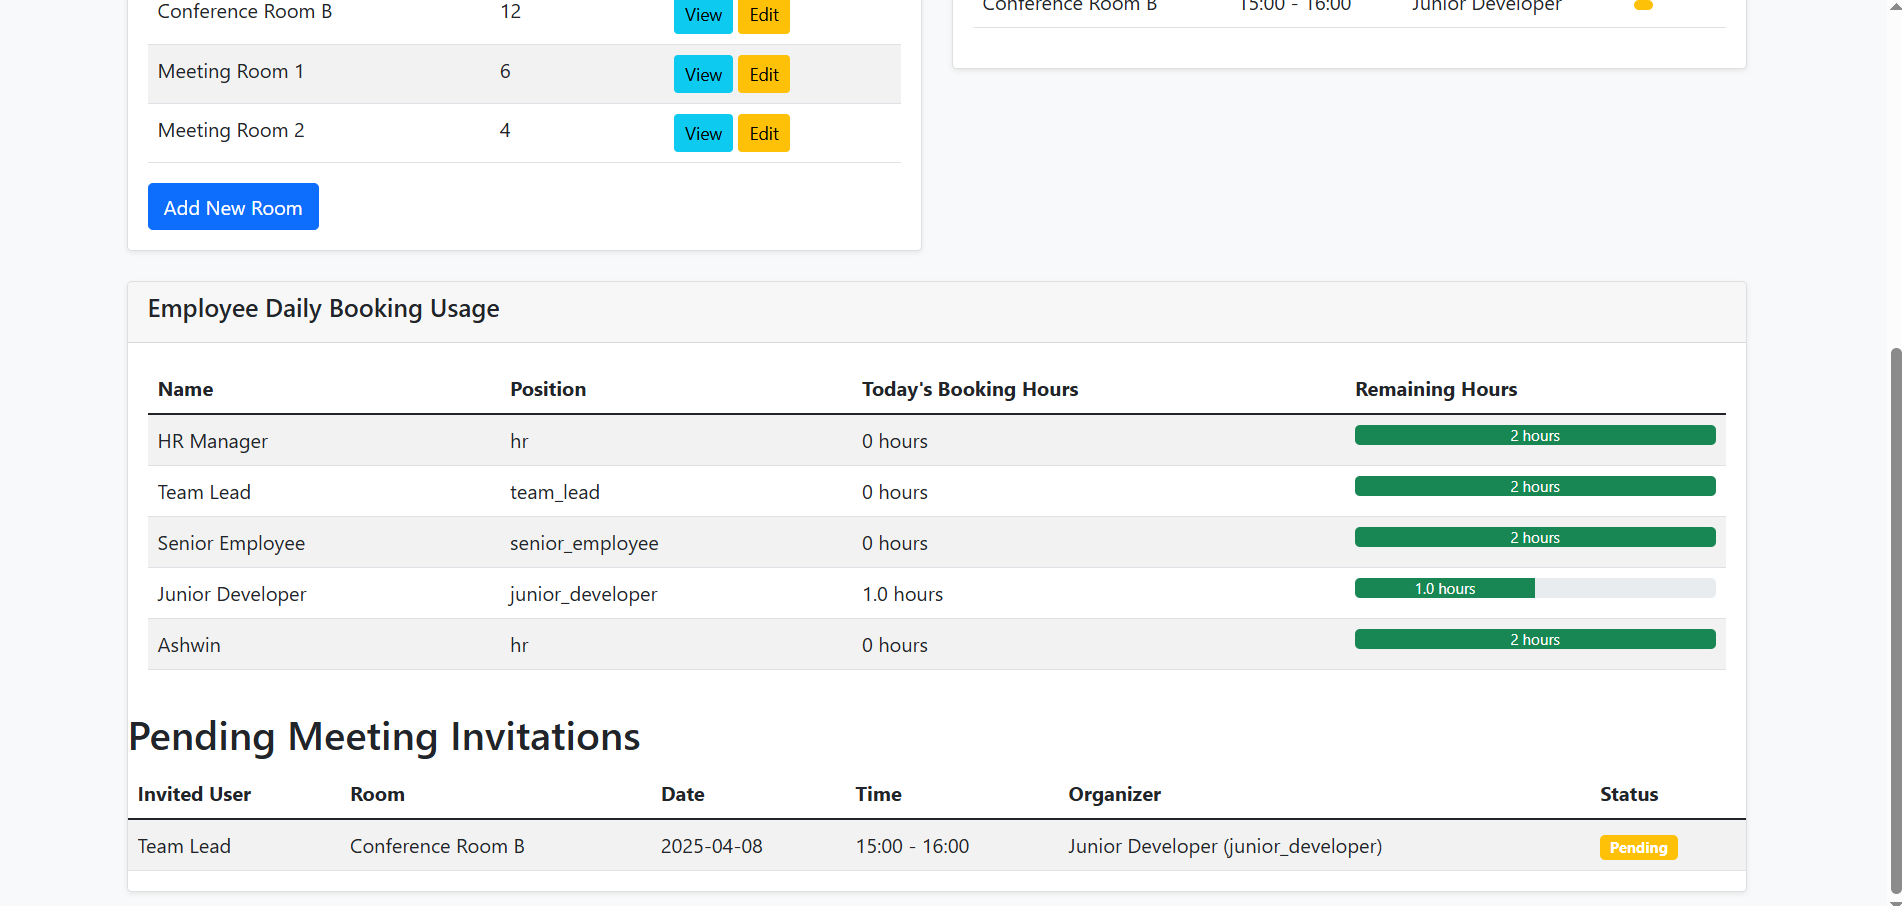 Conference Room B 12 View Edit
Meeting Room 1 6 View Edit
Meeting Room 2 4 View Edit
Add New Room
Conference Room B 15:00 - 16:00 Junior Developer
Employee Daily Booking Usage
Name Position Today's Booking Hours Remaining Hours
HR Manager hr 0 hours 2 hours
Team Lead team_lead 0 hours 2 hours
Senior Employee senior_employee 0 hours 2 hours
Junior Developer junior_developer 1.0 hours 1.0 hours
Ashwin hr 0 hours 2 hours
Pending Meeting Invitations
Invited User Room Date Time Organizer Status
Team Lead Conference Room B 2025-04-08 15:00 - 16:00 Junior Developer (junior_developer) Pending